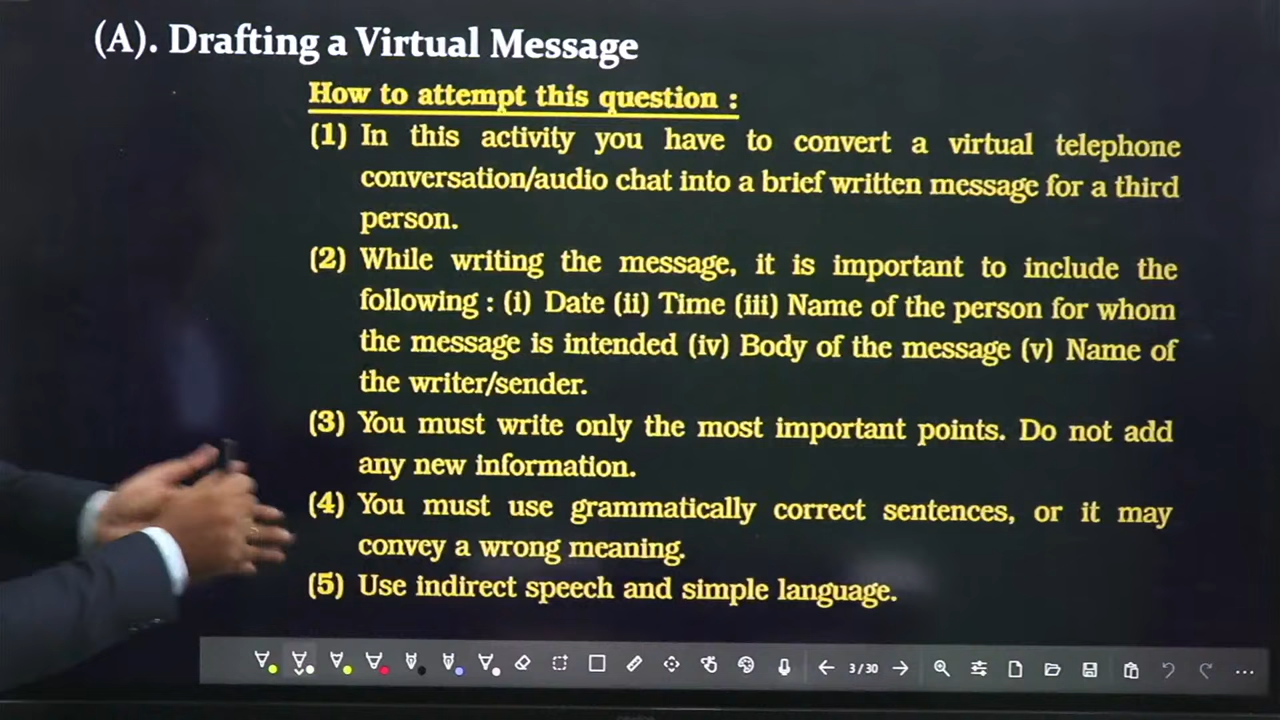 (A). Drafting a Virtual Message
How to attempt this question :
(1) In this activity you have to convert a virtual telephone
conversation/audio chat into a brief written message for a third
person.
(2) While writing the message, it is important to include the
following : (i) Date (ii) Time (iii) Name of the person for whom
the message is intended (iv) Body of the message (v) Name of
the writer/sender.
(3) You must write only the most important points. Do not add
any new information.
(4) You must use grammatically correct sentences, or it may
convey a wrong meaning.
(5) Use indirect speech and simple language.
3/30